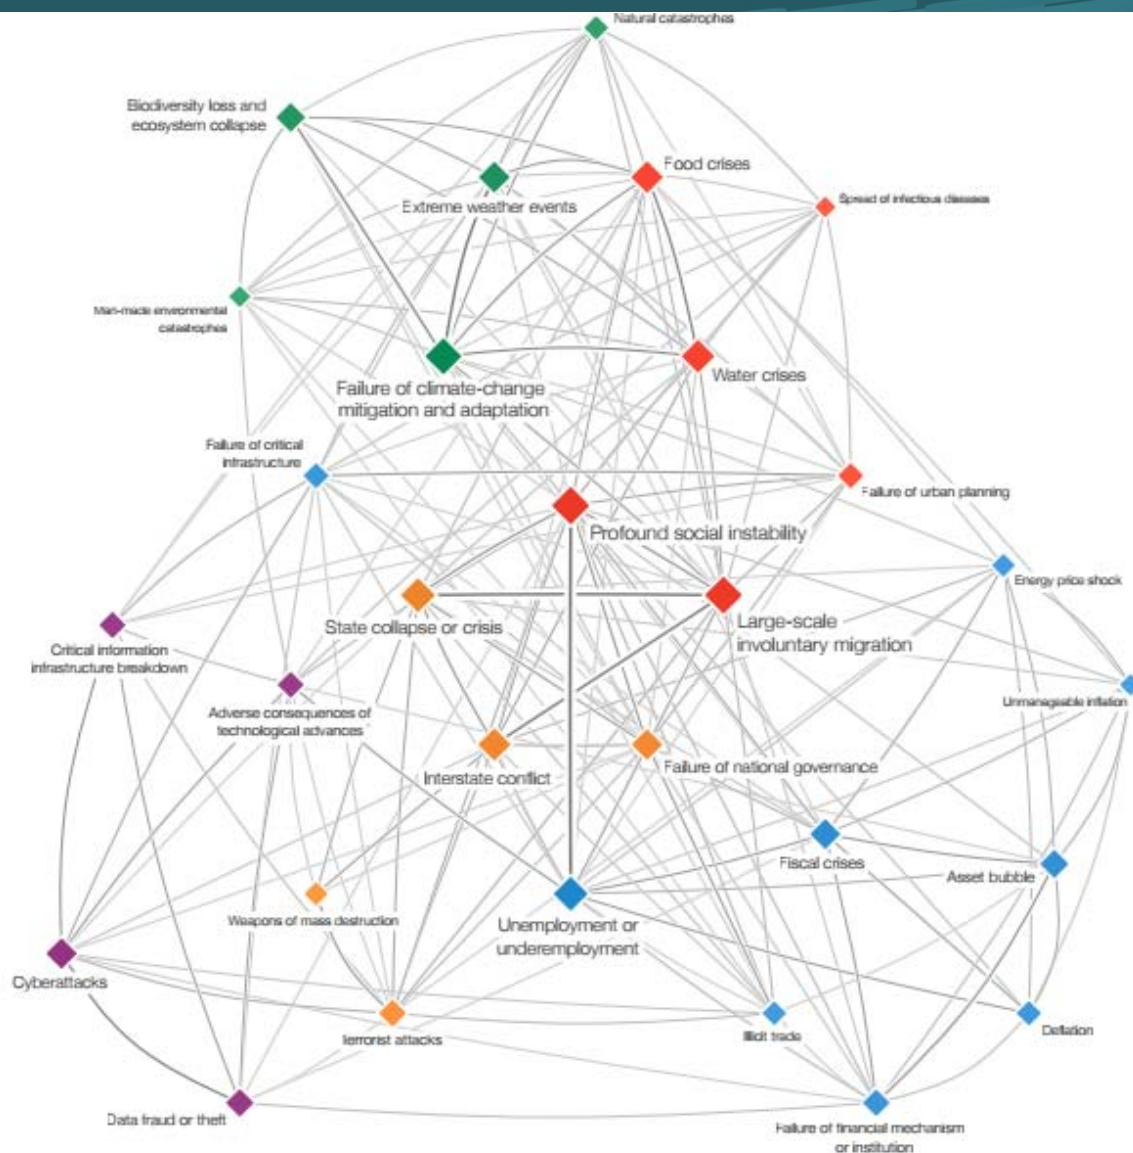 Natural catastrophes
Biodiversity loss and
ecosystem collapse
Food crises
Extreme weather events
Spread of infectious diseases
Man-made environmental
catastrophes
Water crises
Failure of climate-change
mitigation and adaptation
Failure of critical
infrastructure
Failure of urban planning
Profound social instability
Energy price shock
State collapse or crisis
Large-scale
involuntary migration
Critical information
infrastructure breakdown
Adverse consequences of
technological advances
Unmanageable inflation
Interstate conflict
Failure of national governance
Fiscal crises
Asset bubble
Weapons of mass destruction
Unemployment or
underemployment
Cyberattacks
Terrorist attacks
Illicit trade
Deflation
Data fraud or theft
Failure of financial mechanism
or institution